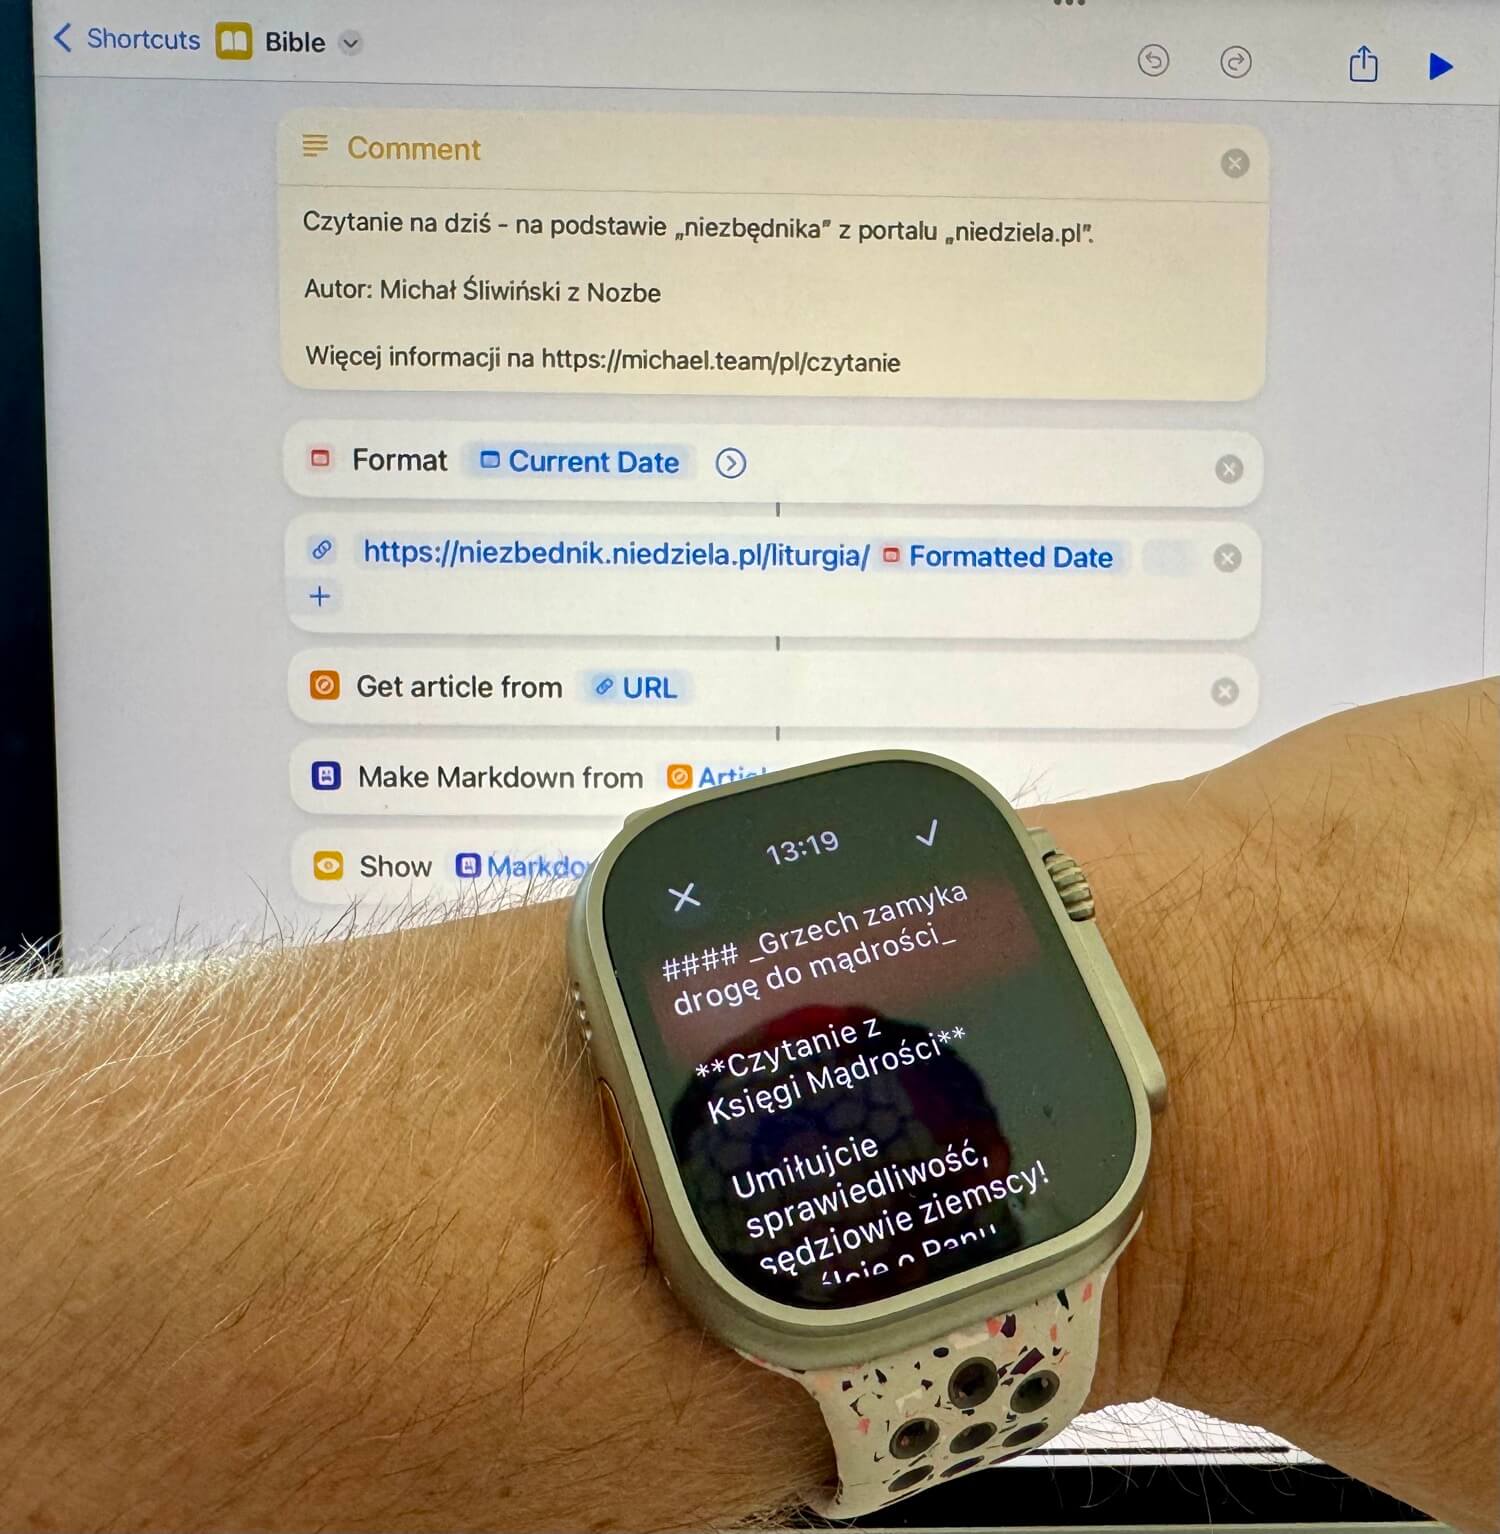 Shortcuts Bible
Comment
Czytanie na dziś - na podstawie „niezbędnika” z portalu „niedziela.pl”.
Autor: Michał Śliwiński z Nozbe
Więcej informacji na https://michael.team/pl/czytanie
Format Current Date
https://niezbednik.niedziela.pl/liturgia/ Formatted Date
Get article from URL
Make Markdown from
Show
13:19
#### _Grzech zamyka
drogę do mądrości_
**Czytanie z
Księgi Mądrości**
Umiłujcie
sprawiedliwość,
sędziowie ziemscy!
o Panu